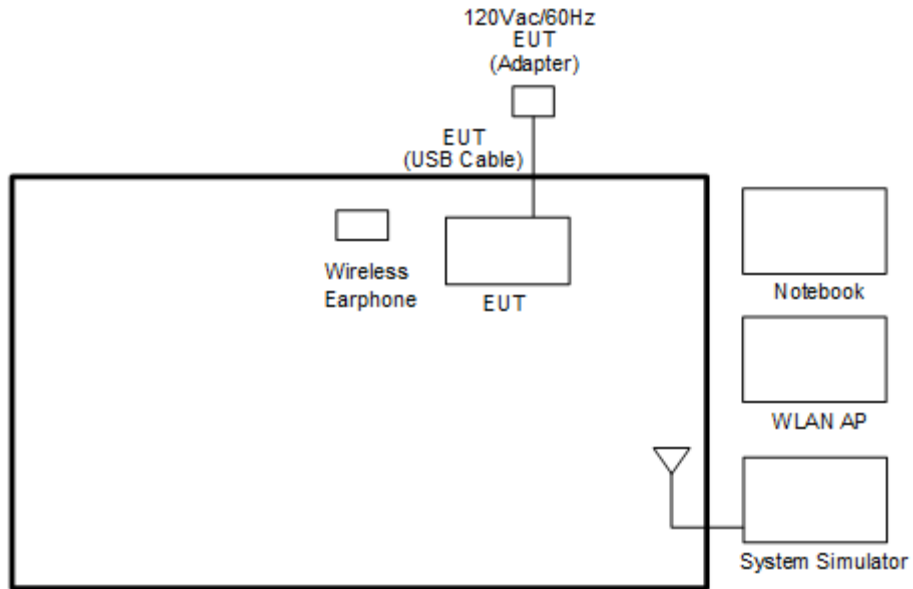 120Vac/60Hz
EUT
(Adapter)
EUT
(USB Cable)
Wireless
Earphone
EUT
Notebook
WLAN AP
System Simulator